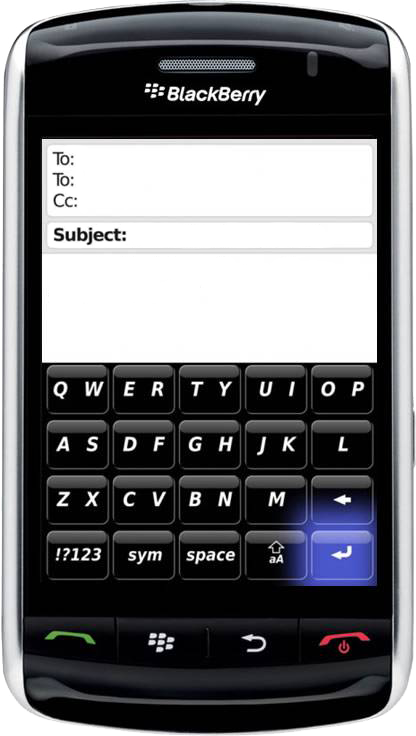 BlackBerry
To:
To:
Cc:
Subject:
Q W E R T Y U I O P
A S D F G H J K L
Z X C V B N M
!?123 sym space aA